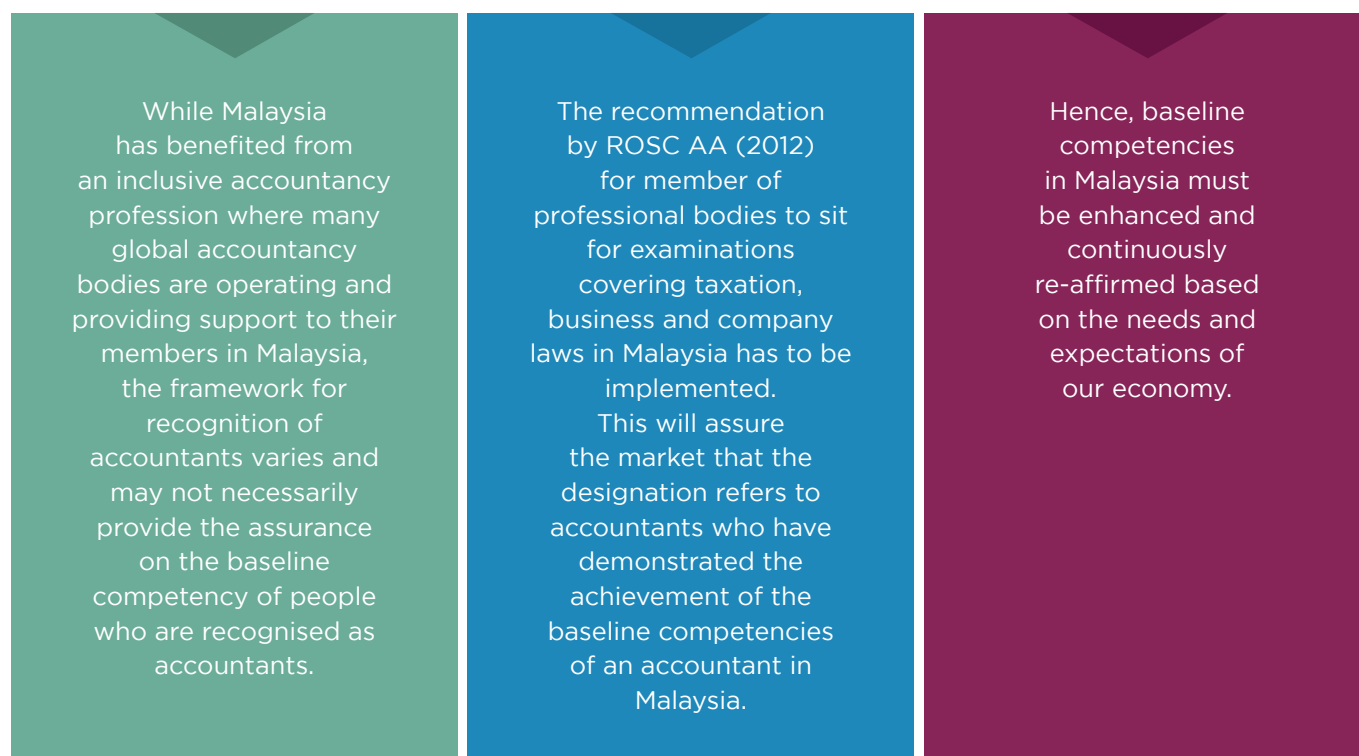 While Malaysia
has benefited from
an inclusive accountancy
profession where many
global accountancy
bodies are operating and
providing support to their
members in Malaysia,
the framework for
recognition of
accountants varies and
may not necessarily
provide the assurance
on the baseline
competency of people
who are recognised as
accountants.
The recommendation
by ROSC AA (2012)
for member of
professional bodies to sit
for examinations
covering taxation,
business and company
laws in Malaysia has to be
implemented.
This will assure
the market that the
designation refers to
accountants who have
demonstrated the
achievement of the
baseline competencies
of an accountant in
Malaysia.
Hence, baseline
competencies
in Malaysia must
be enhanced and
continuously
re-affirmed based
on the needs and
expectations of
our economy.